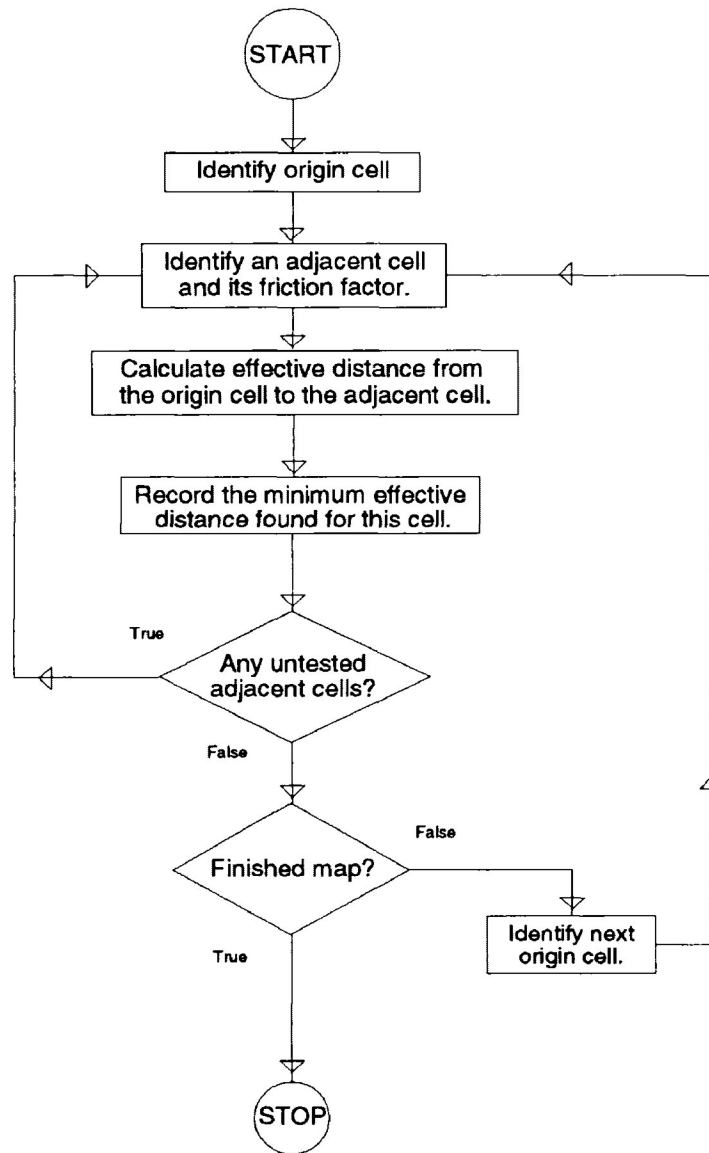 START
Identify origin cell
Identify an adjacent cell
and its friction factor.
Calculate effective distance from
the origin cell to the adjacent cell.
Record the minimum effective
distance found for this cell.
True
Any untested
adjacent cells?
False
False
Finished map?
Identify next
origin cell.
True
STOP